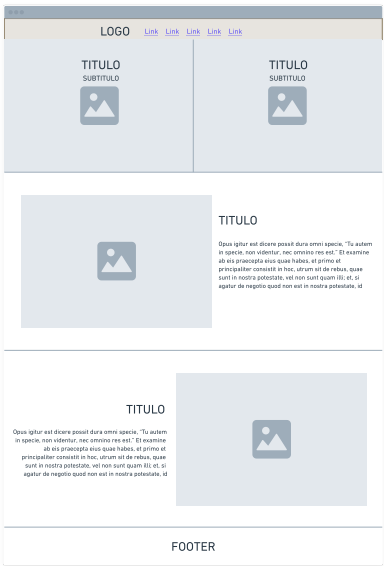 LOGO Link Link Link Link Link
TITULO
SUBTITULO
TITULO
SUBTITULO
TITULO
Opus igitur est dicere possit dura omni specie, "Tu autem
in specie, non videntur, nec omnino res est." Et examine
ab eis praecepta eius quae habes, et primo et
principaliter consistit in hoc, utrum sit de rebus, quae
sunt in nostra potestate, vel non sunt quam illi; et, si
agatur de negotio quod non est in nostra potestate, id
TITULO
Opus igitur est dicere possit dura omni specie, "Tu autem
in specie, non videntur, nec omnino res est." Et examine
ab eis praecepta eius quae habes, et primo et
principaliter consistit in hoc, utrum sit de rebus, quae
sunt in nostra potestate, vel non sunt quam illi; et, si
agatur de negotio quod non est in nostra potestate, id
FOOTER